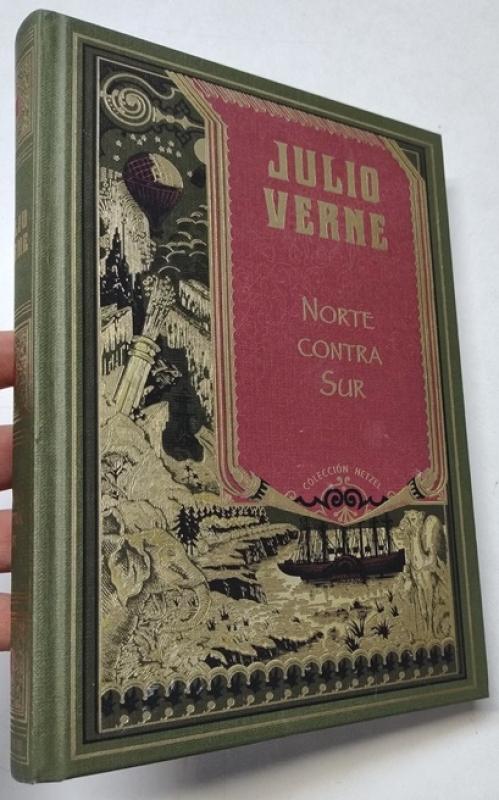 JULIO
VERNE
NORTE
CONTRA
SUR
COLECCIÓN HETZEL